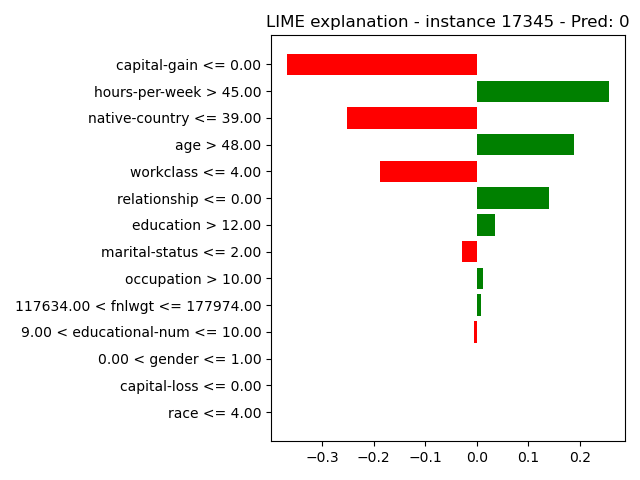 LIME explanation - instance 17345 - Pred: 0
capital-gain <= 0.00
hours-per-week > 45.00
native-country <= 39.00
age > 48.00
workclass <= 4.00
relationship <= 0.00
education > 12.00
marital-status <= 2.00
occupation > 10.00
117634.00 < fnlwgt <= 177974.00
9.00 < educational-num <= 10.00
0.00 < gender <= 1.00
capital-loss <= 0.00
race <= 4.00
−0.3 −0.2 −0.1 0.0 0.1 0.2